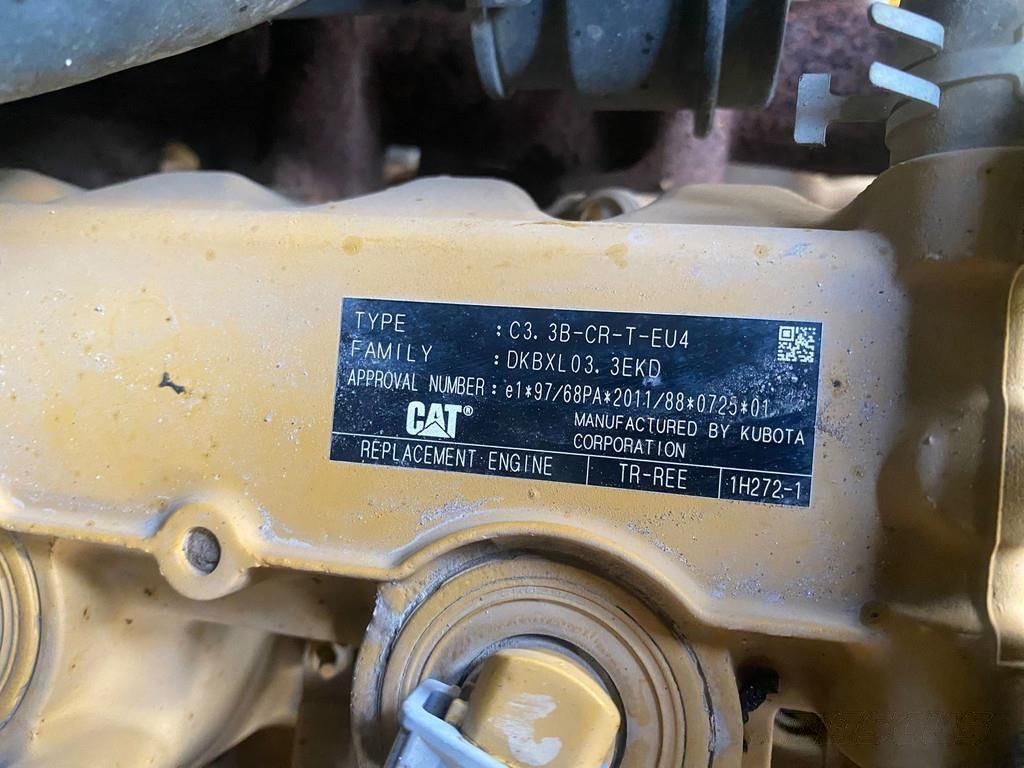 TYPE : C3.3B-CR-T-EU4
FAMILY : DKBXL03.3EKD
APPROVAL NUMBER : e1*97/68PA*2011/88*0725*01
CAT® MANUFACTURED BY KUBOTA
CORPORATION
REPLACEMENT ENGINE TR-REE 1H272-1